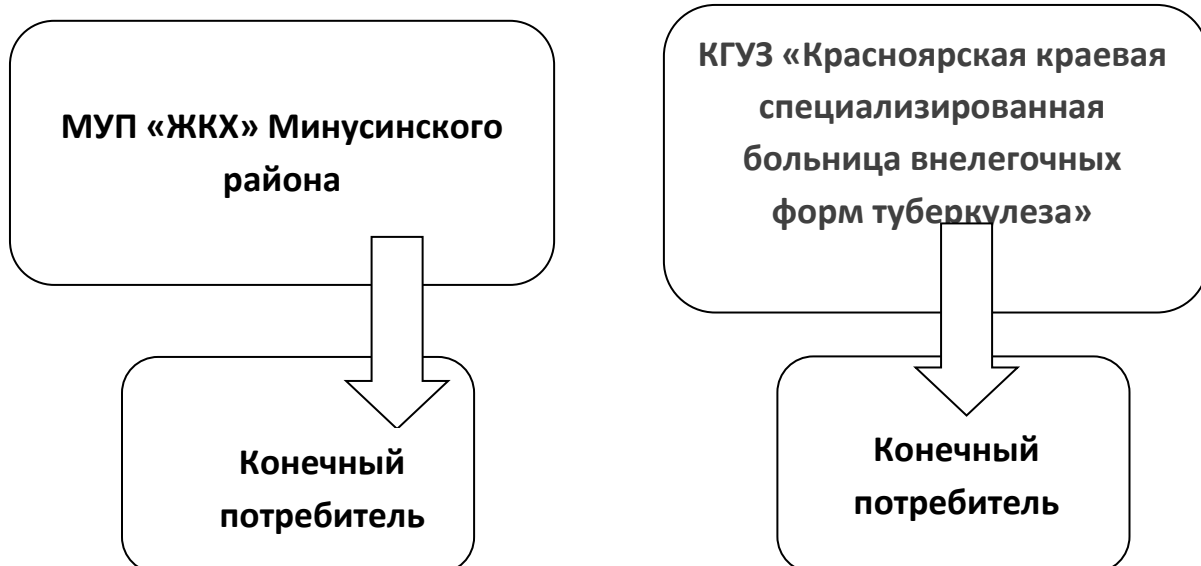 МУП «ЖКХ» Минусинского
района
КГУЗ «Красноярская краевая
специализированная
больница внелегочных
форм туберкулеза»
Конечный
потребитель
Конечный
потребитель